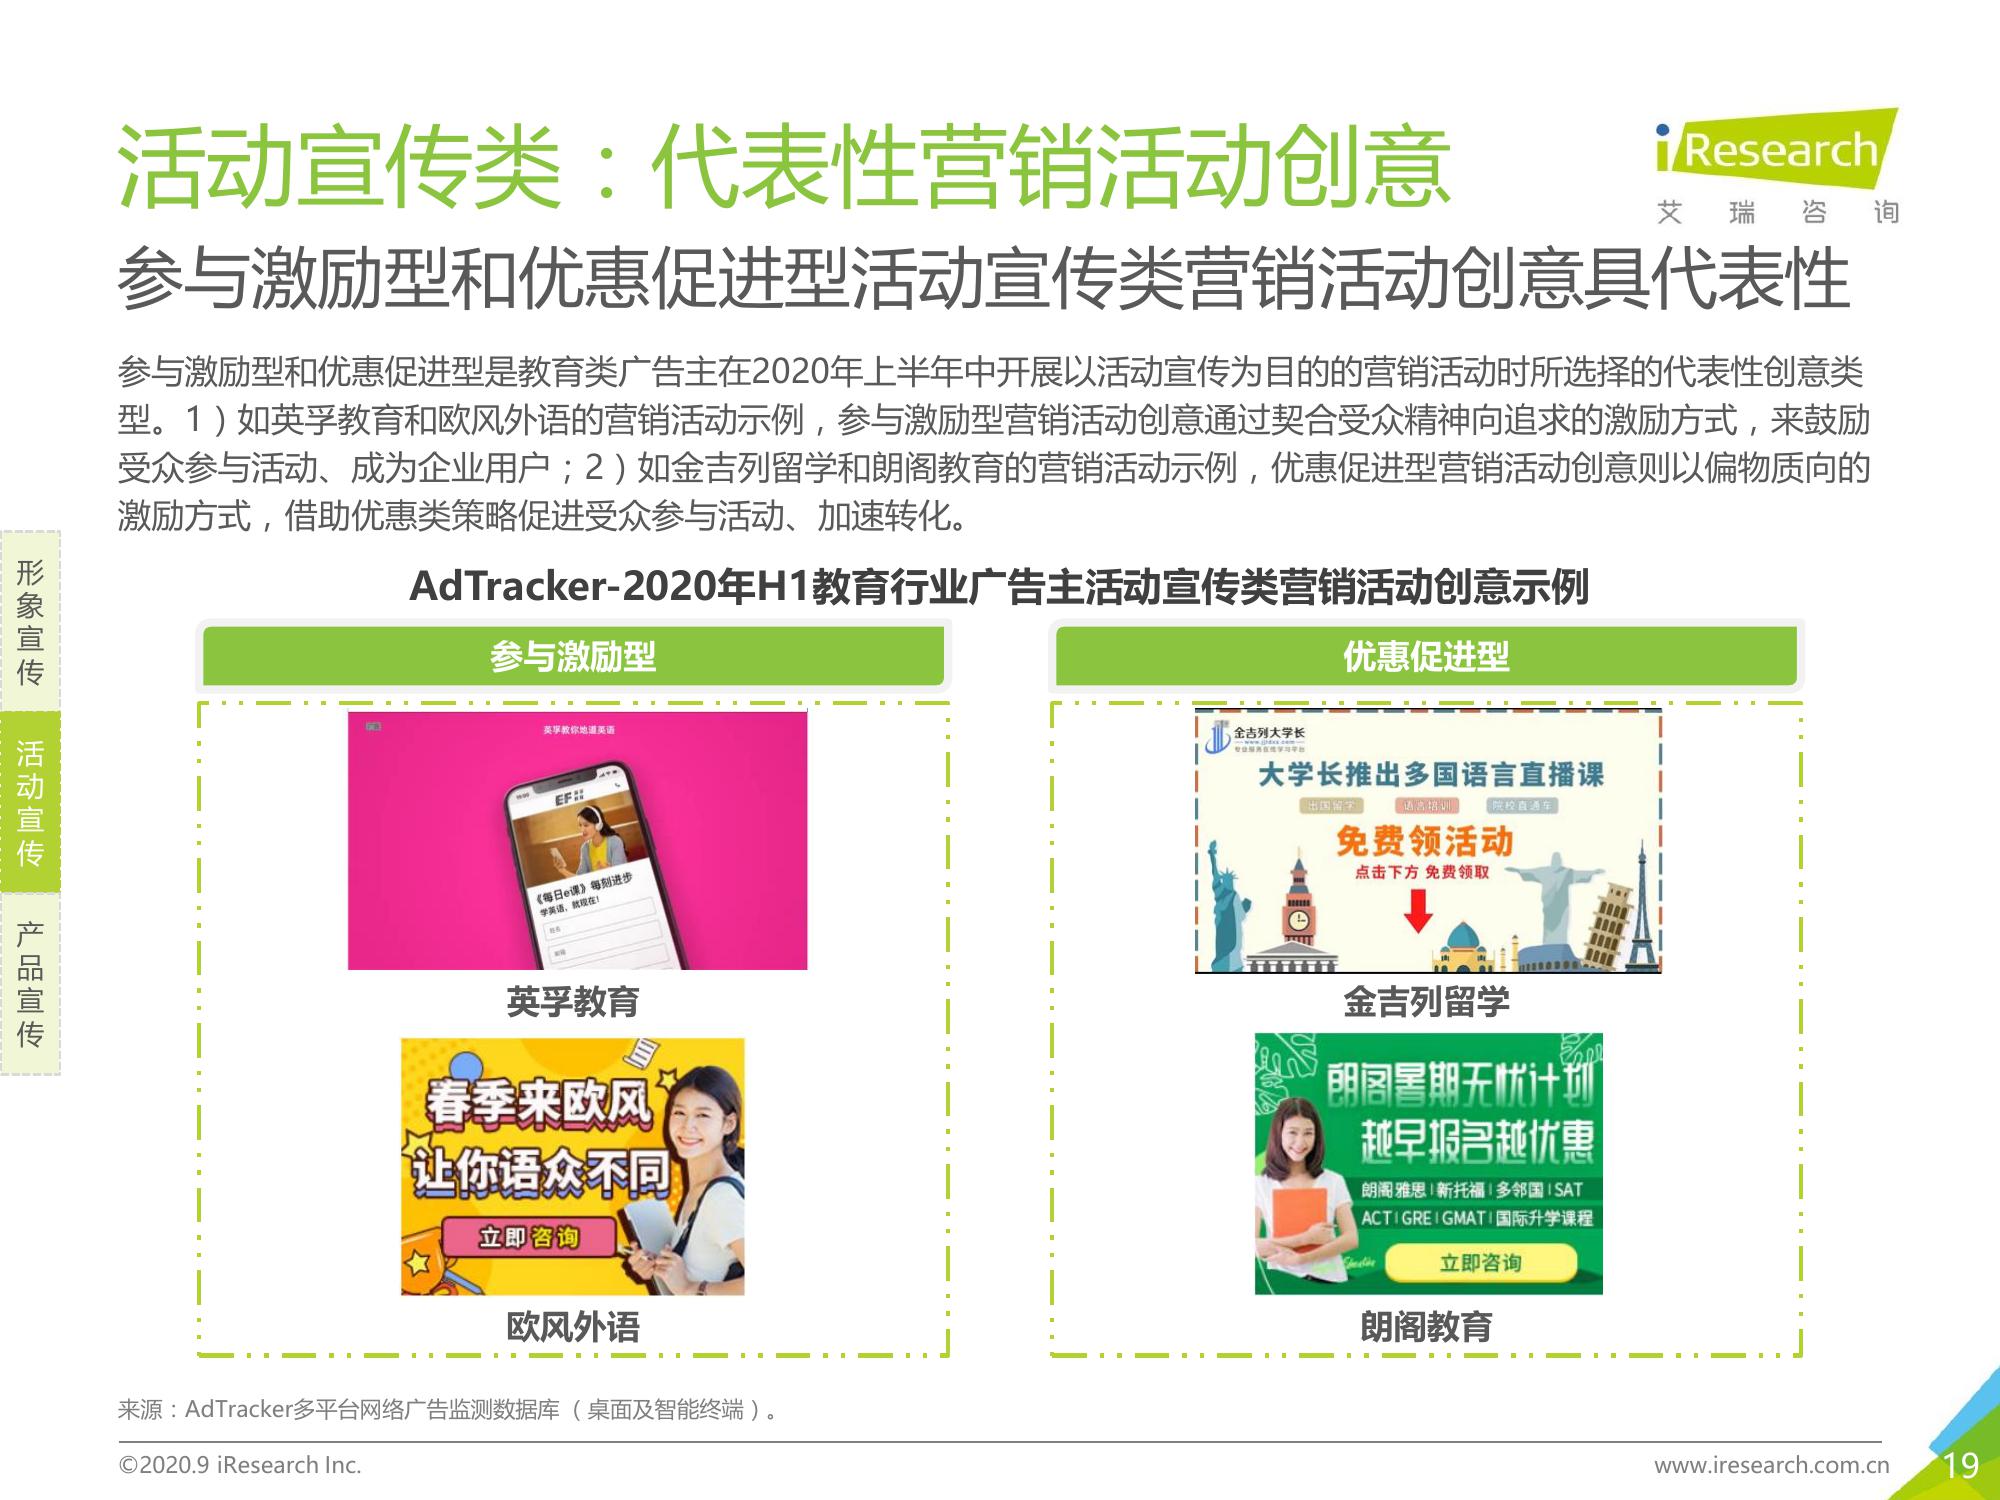 活动宣传类：代表性营销活动创意
iResearch
艾瑞咨询
参与激励型和优惠促进型活动宣传类营销活动创意具代表性
参与激励型和优惠促进型是教育类广告主在2020年上半年中开展以活动宣传为目的的营销活动时所选择的代表性创意类
型。1）如英孚教育和欧风外语的营销活动示例，参与激励型营销活动创意通过契合受众精神向追求的激励方式，来鼓励
受众参与活动、成为企业用户；2）如金吉列留学和朗阁教育的营销活动示例，优惠促进型营销活动创意则以偏物质向的
激励方式，借助优惠类策略促进受众参与活动、加速转化。
形象宣传
活动宣传
产品宣传
AdTracker-2020年H1教育行业广告主活动宣传类营销活动创意示例
参与激励型
英孚教你地道英语
EF
《每日e课》每刻进步
学英语，就现在！
姓名
邮箱
英孚教育
春季来欧风
让你语众不同
立即咨询
欧风外语
优惠促进型
金吉列大学长
专业服务在线学习平台
大学长推出多国语言直播课
出国留学 语言培训 院校直通车
免费领活动
点击下方 免费领取
金吉列留学
朗阁暑期无忧计划
越早报名越优惠
朗阁雅思|新托福|多邻国|SAT
ACT|GRE|GMAT|国际升学课程
立即咨询
朗阁教育
来源：AdTracker多平台网络广告监测数据库（桌面及智能终端）。
©2020.9 iResearch Inc.
www.iresearch.com.cn
19